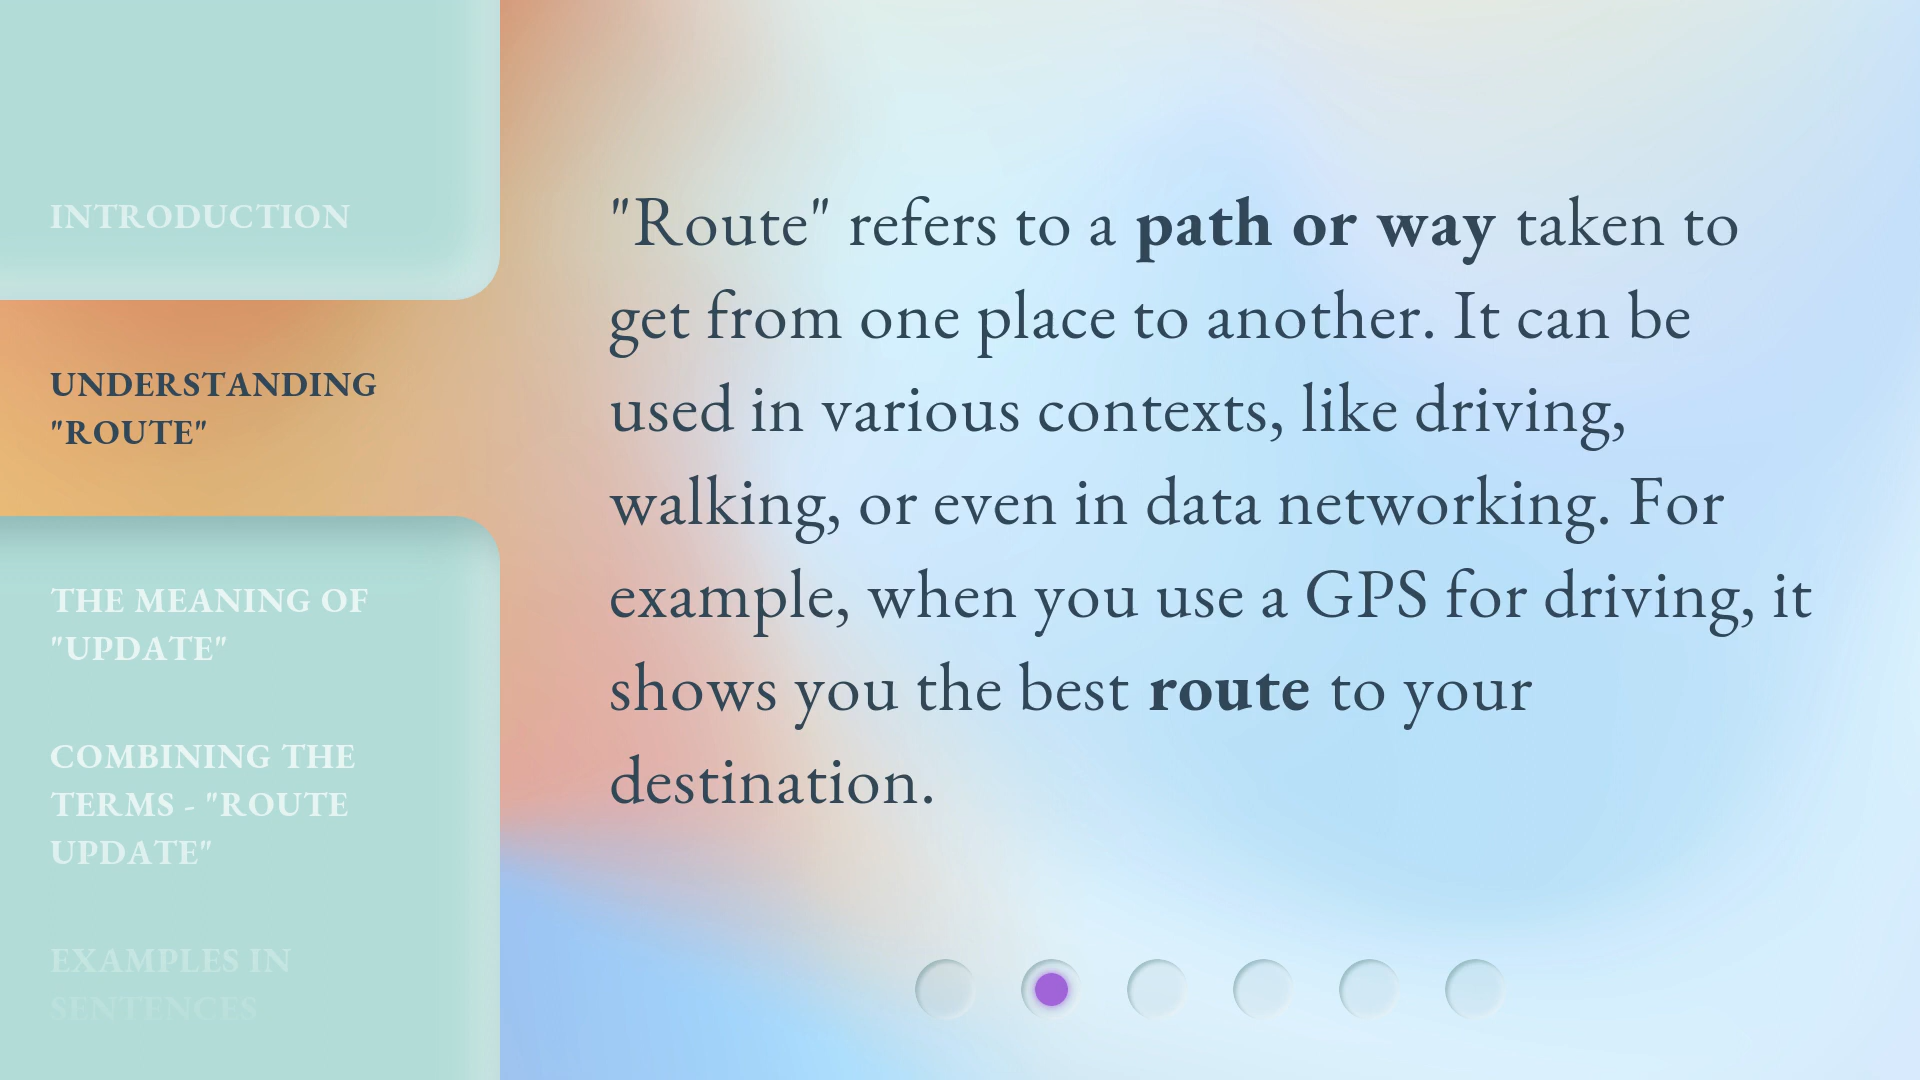 INTRODUCTION
UNDERSTANDING
"ROUTE"
THE MEANING OF
"UPDATE"
COMBINING THE
TERMS - "ROUTE
UPDATE"
EXAMPLES IN
SENTENCES
"Route" refers to a path or way taken to
get from one place to another. It can be
used in various contexts, like driving,
walking, or even in data networking. For
example, when you use a GPS for driving, it
shows you the best route to your
destination.